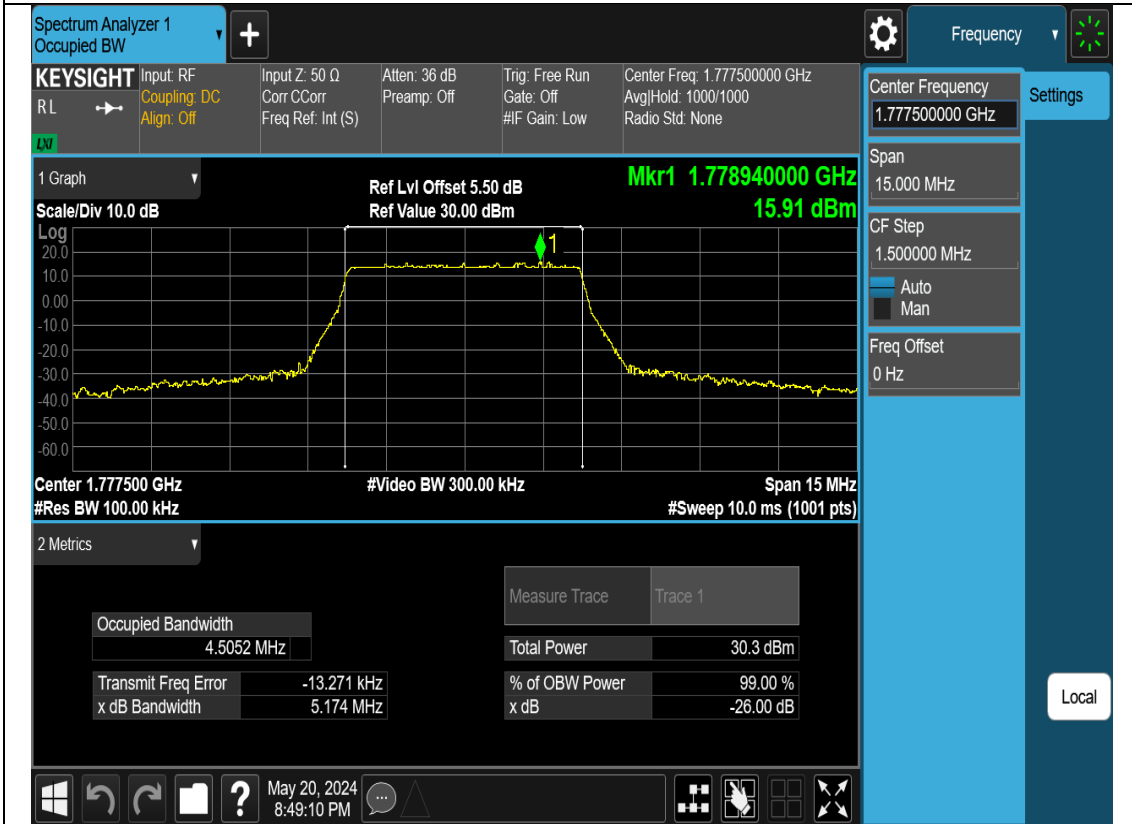 Spectrum Analyzer 1
Occupied BW
Frequency
KEYSIGHT
RL
LXI
Input: RF
Coupling: DC
Align: Off
Input Z: 50 Ω
Corr CCorr
Freq Ref: Int (S)
Atten: 36 dB
Preamp: Off
Trig: Free Run
Gate: Off
#IF Gain: Low
Center Freq: 1.777500000 GHz
Avg|Hold: 1000/1000
Radio Std: None
Center Frequency
1.777500000 GHz
Settings
Span
15.000 MHz
CF Step
1.500000 MHz
Auto
Man
Freq Offset
0 Hz
Local
1 Graph
Scale/Div 10.0 dB
Ref Lvl Offset 5.50 dB
Ref Value 30.00 dBm
Mkr1 1.778940000 GHz
15.91 dBm
Log
1
20.0
10.0
0.00
-10.0
-20.0
-30.0
-40.0
-50.0
-60.0
Center 1.777500 GHz
#Res BW 100.00 kHz
#Video BW 300.00 kHz
Span 15 MHz
#Sweep 10.0 ms (1001 pts)
2 Metrics
Measure Trace Trace 1
Occupied Bandwidth
4.5052 MHz
Total Power 30.3 dBm
Transmit Freq Error -13.271 kHz
% of OBW Power 99.00 %
x dB Bandwidth 5.174 MHz
x dB -26.00 dB
May 20, 2024
8:49:10 PM